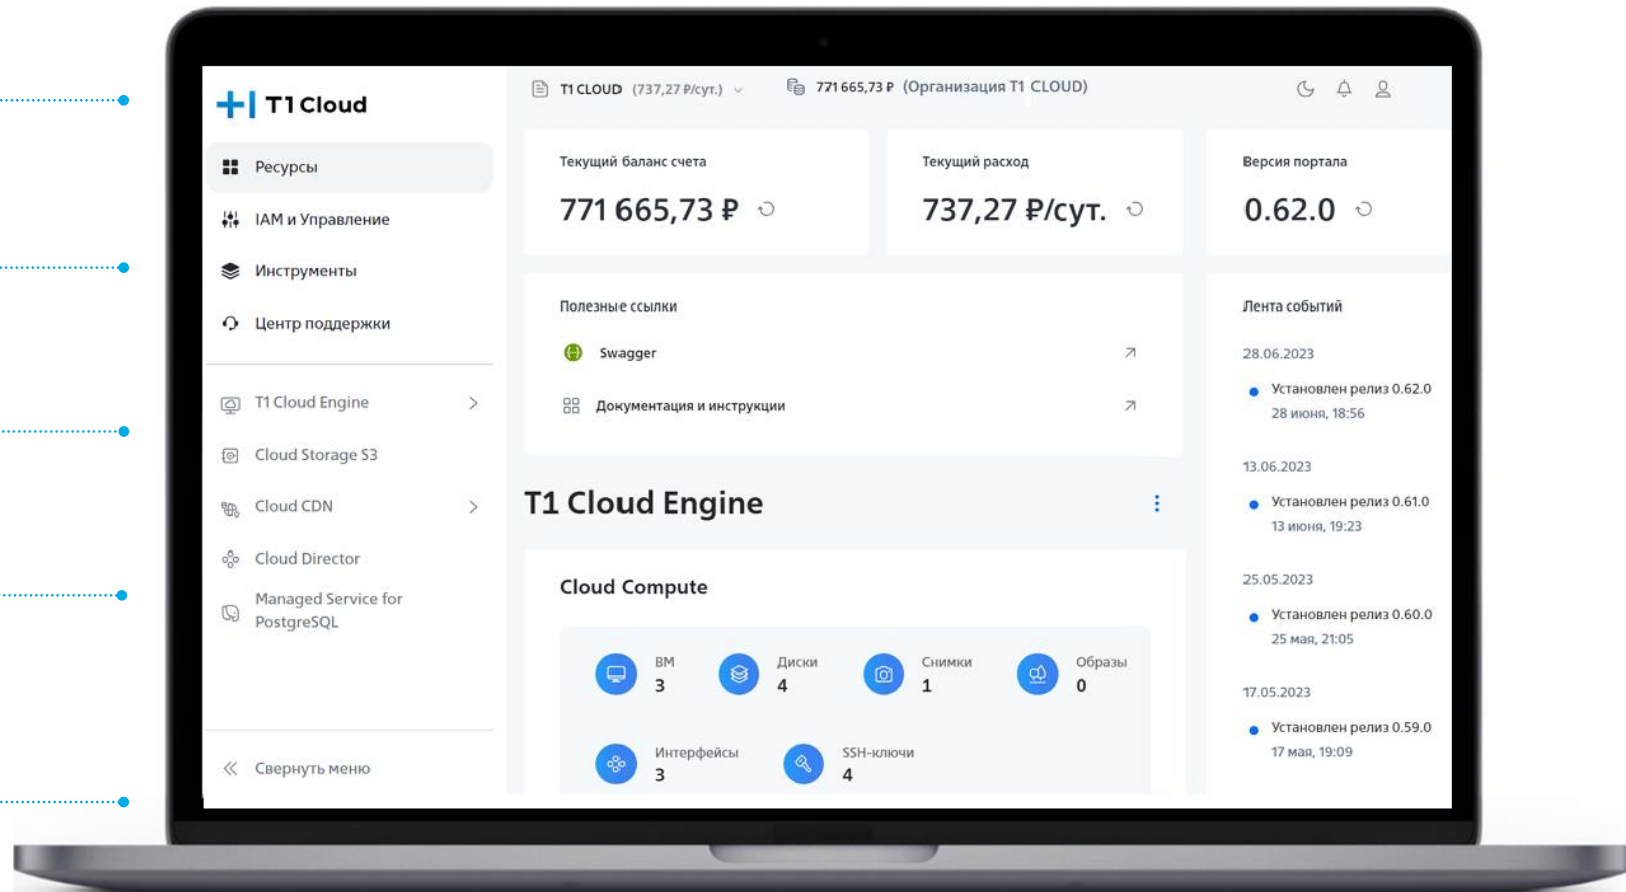 T1 Cloud
Ресурсы
IAM и Управление
Инструменты
Центр поддержки
T1 Cloud Engine
Cloud Storage S3
Cloud CDN
Cloud Director
Managed Service for
PostgreSQL
Свернуть меню
T1 CLOUD (737,27 ₽/сут.)
771 665,73 ₽ (Организация T1 CLOUD)
Текущий баланс счета
771 665,73 ₽
Текущий расход
737,27 ₽/сут.
Версия портала
0.62.0
Полезные ссылки
Swagger
Документация и инструкции
T1 Cloud Engine
Cloud Compute
ВМ
3
Диски
4
Снимки
1
Образы
0
Интерфейсы
3
SSH-ключи
4
Лента событий
28.06.2023
Установлен релиз 0.62.0
28 июня, 18:56
13.06.2023
Установлен релиз 0.61.0
13 июня, 19:23
25.05.2023
Установлен релиз 0.60.0
25 мая, 21:05
17.05.2023
Установлен релиз 0.59.0
17 мая, 19:09